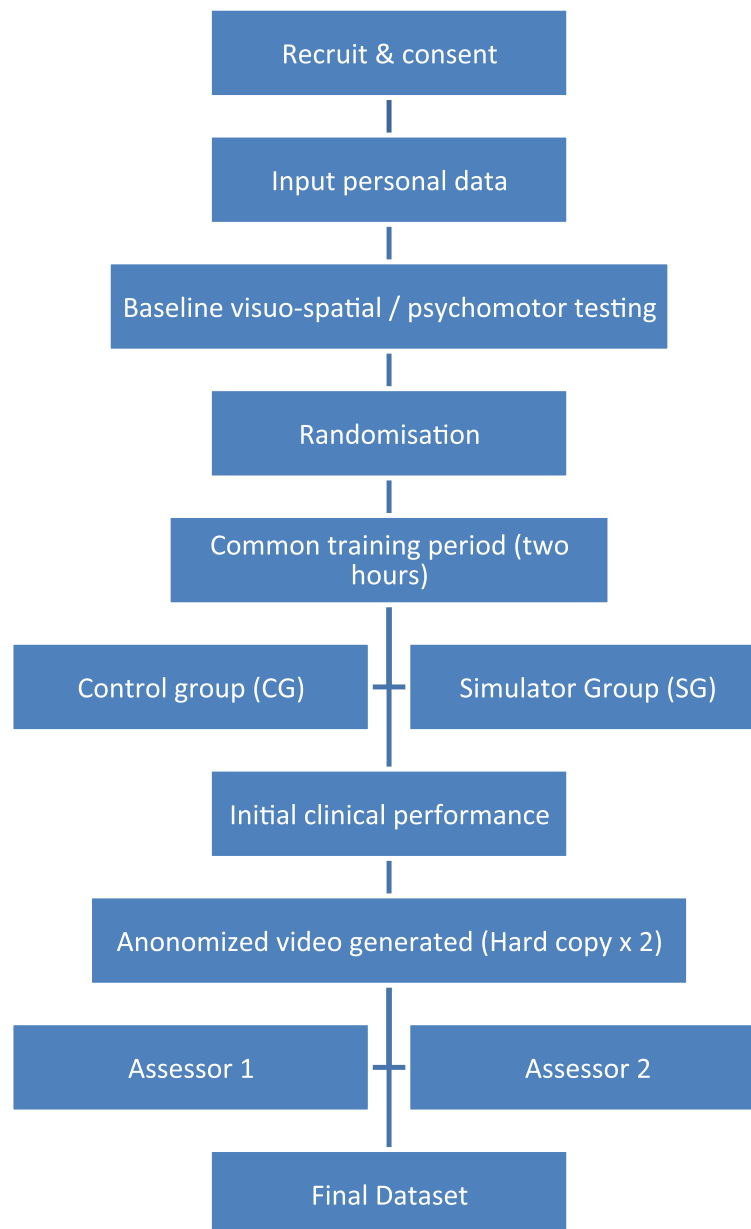 Recruit & consent
Input personal data
Baseline visuo-spatial / psychomotor testing
Randomisation
Common training period (two
hours)
Control group (CG)
Simulator Group (SG)
Initial clinical performance
Anonomized video generated (Hard copy x 2)
Assessor 1
Assessor 2
Final Dataset